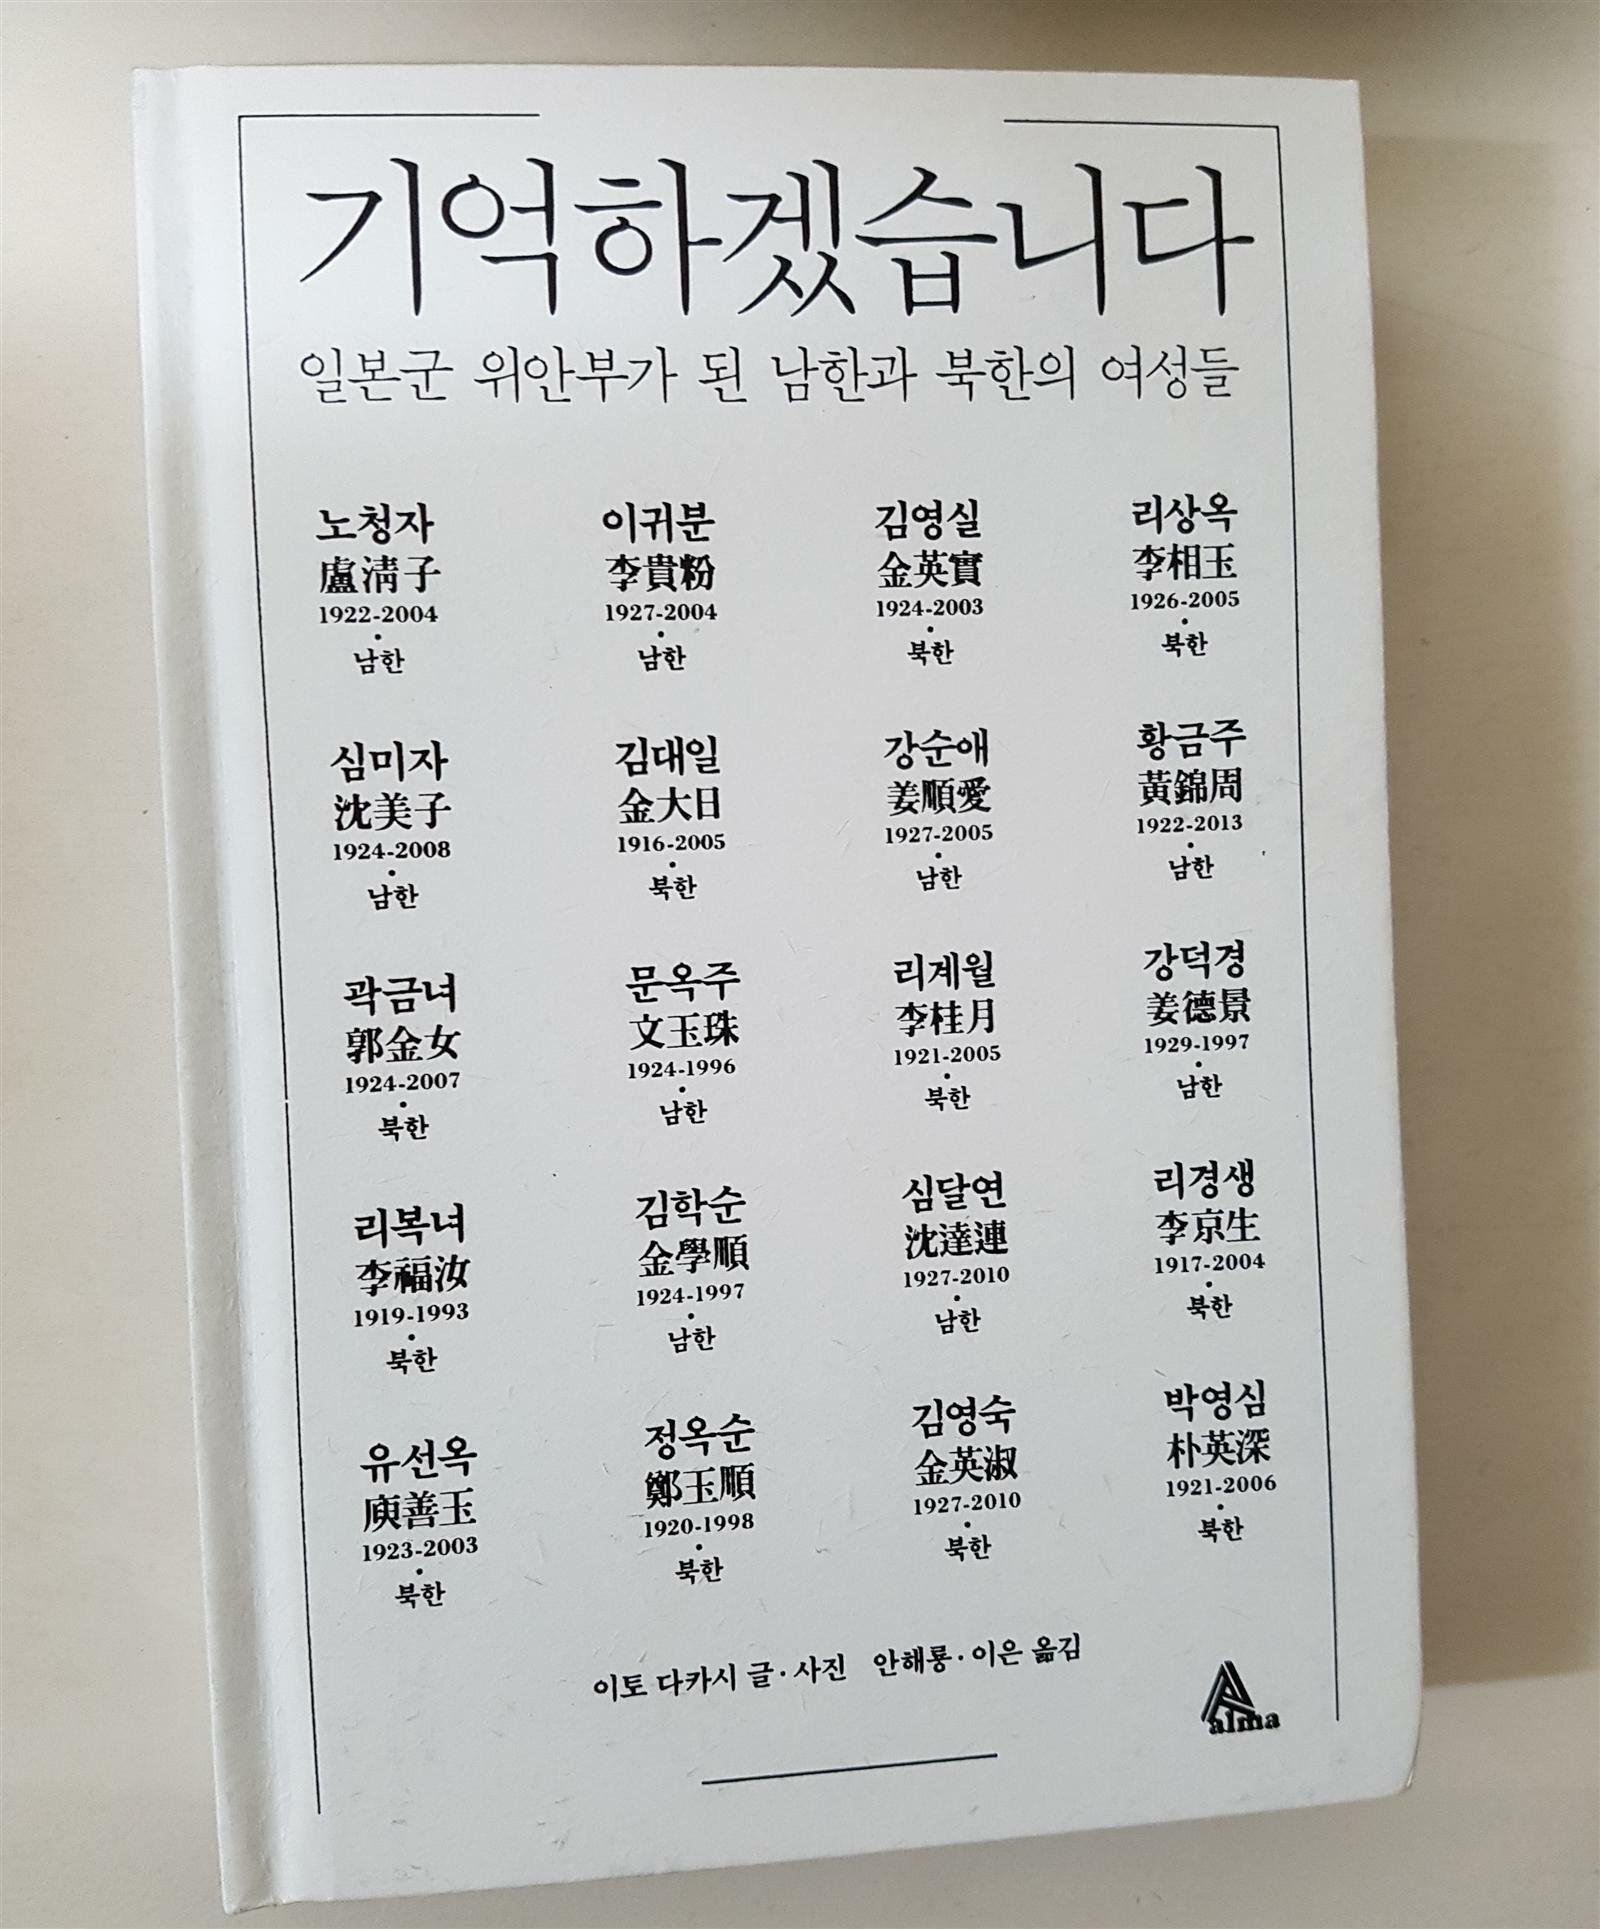 기억하겠습니다
일본군 위안부가 된 남한과 북한의 여성들
노청자
盧淸子
1922-2004
·
남한
이귀분
李貴粉
1927-2004
·
남한
김영실
金英實
1924-2003
·
북한
리상옥
李相玉
1926-2005
·
북한
심미자
沈美子
1924-2008
·
남한
김대일
金大日
1916-2005
·
북한
강순애
姜順愛
1927-2005
·
남한
황금주
黃錦周
1922-2013
·
남한
곽금녀
郭金女
1924-2007
·
북한
문옥주
文玉珠
1924-1996
·
남한
리계월
李桂月
1921-2005
·
북한
강덕경
姜德景
1929-1997
·
남한
리복녀
李福汝
1919-1993
·
북한
김학순
金學順
1924-1997
·
남한
심달연
沈達連
1927-2010
·
남한
리경생
李京生
1917-2004
·
북한
유선옥
庾善玉
1923-2003
·
북한
정옥순
鄭玉順
1920-1998
·
북한
김영숙
金英淑
1927-2010
·
북한
박영심
朴英深
1921-2006
·
북한
이토 다카시 글·사진 안해룡·이은 옮김
alma